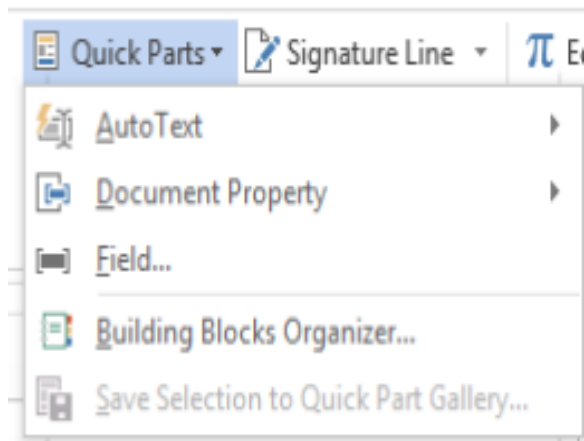 Quick Parts Signature Line π
AutoText
Document Property
Field...
Building Blocks Organizer...
Save Selection to Quick Part Gallery...